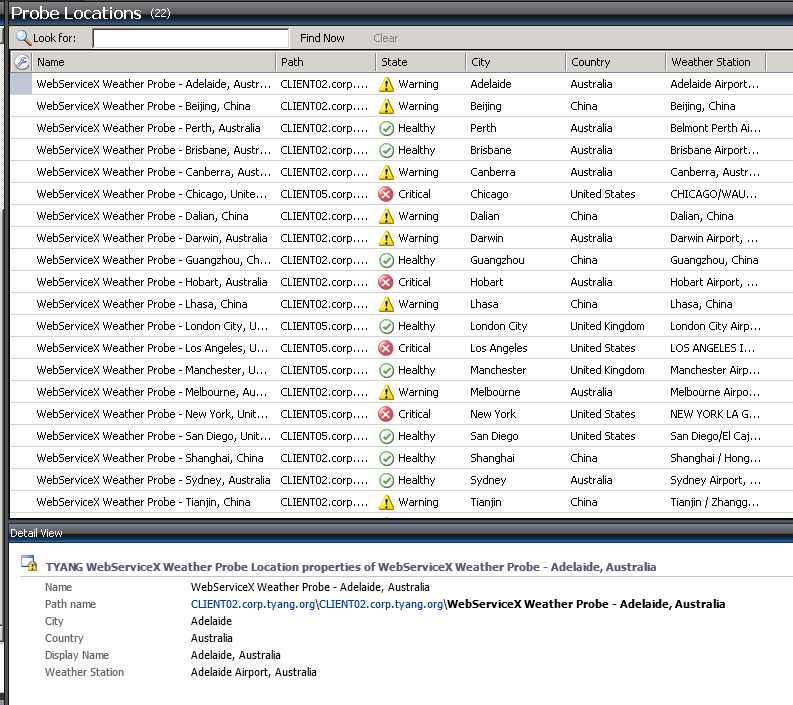 Probe Locations (22)
Look for: Find Now Clear
Name Path State City Country Weather Station
WebServiceX Weather Probe - Adelaide, Austr... CLIENT02.corp.... Warning Adelaide Australia Adelaide Airport...
WebServiceX Weather Probe - Beijing, China CLIENT02.corp.... Warning Beijing China Beijing, China
WebServiceX Weather Probe - Perth, Australia CLIENT02.corp.... Healthy Perth Australia Belmont Perth Ai...
WebServiceX Weather Probe - Brisbane, Austr... CLIENT02.corp.... Healthy Brisbane Australia Brisbane Airport...
WebServiceX Weather Probe - Canberra, Austr... CLIENT02.corp.... Warning Canberra Australia Canberra, Austr...
WebServiceX Weather Probe - Chicago, Unite... CLIENT05.corp.... Critical Chicago United States CHICAGO/WAU...
WebServiceX Weather Probe - Dalian, China CLIENT02.corp.... Warning Dalian China Dalian, China
WebServiceX Weather Probe - Darwin, Australia CLIENT02.corp.... Warning Darwin Australia Darwin Airport, ...
WebServiceX Weather Probe - Guangzhou, Ch... CLIENT02.corp.... Healthy Guangzhou China Guangzhou, China
WebServiceX Weather Probe - Hobart, Australia CLIENT02.corp.... Critical Hobart Australia Hobart Airport, ...
WebServiceX Weather Probe - Lhasa, China CLIENT02.corp.... Warning Lhasa China Lhasa, China
WebServiceX Weather Probe - London City, U... CLIENT05.corp.... Healthy London City United Kingdom London City Airp...
WebServiceX Weather Probe - Los Angeles, U... CLIENT05.corp.... Critical Los Angeles United States LOS ANGELES I...
WebServiceX Weather Probe - Manchester, U... CLIENT05.corp.... Healthy Manchester United Kingdom Manchester Airp...
WebServiceX Weather Probe - Melbourne, Au... CLIENT02.corp.... Warning Melbourne Australia Melbourne Airpo...
WebServiceX Weather Probe - New York, Unit... CLIENT05.corp.... Critical New York United States NEW YORK LA G...
WebServiceX Weather Probe - San Diego, Unit... CLIENT05.corp.... Healthy San Diego United States San Diego/El Caj...
WebServiceX Weather Probe - Shanghai, China CLIENT02.corp.... Healthy Shanghai China Shanghai / Hong...
WebServiceX Weather Probe - Sydney, Australia CLIENT02.corp.... Healthy Sydney Australia Sydney Airport, ...
WebServiceX Weather Probe - Tianjin, China CLIENT02.corp.... Warning Tianjin China Tianjin / Zhangg...
Detail View
TYANG WebServiceX Weather Probe Location properties of WebServiceX Weather Probe - Adelaide, Australia
Name WebServiceX Weather Probe - Adelaide, Australia
Path name CLIENT02.corp.tyang.org\CLIENT02.corp.tyang.org\WebServiceX Weather Probe - Adelaide, Australia
City Adelaide
Country Australia
Display Name Adelaide, Australia
Weather Station Adelaide Airport, Australia